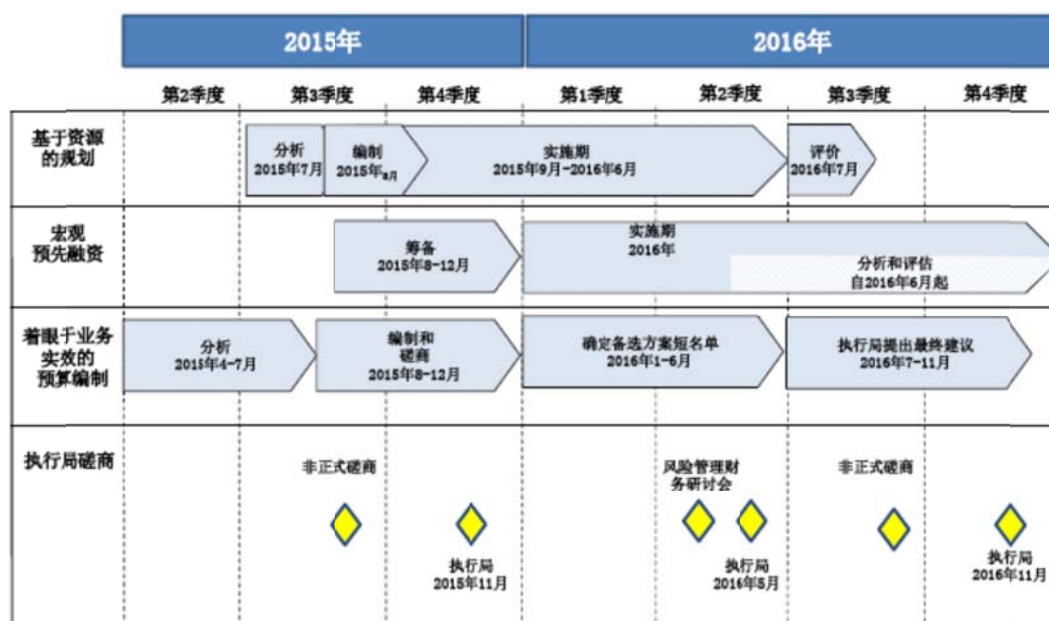 2015年
2016年
第2季度
第3季度
第4季度
第1季度
第2季度
第3季度
第4季度
基于资源
的规划
分析
2015年7月
编制
2015年8月
实施期
2015年9月-2016年6月
评价
2016年7月
宏观
预先融资
筹备
2015年8-12月
实施期
2016年
分析和评估
自2016年6月起
着眼于业务
实效的
预算编制
分析
2015年4-7月
编制和
磋商
2015年8-12月
确定备选方案短名单
2016年1-6月
执行局提出最终建议
2016年7-11月
执行局磋商
非正式磋商
风险管理财
务研讨会
非正式磋商
执行局
2015年11月
执行局
2016年5月
执行局
2016年11月